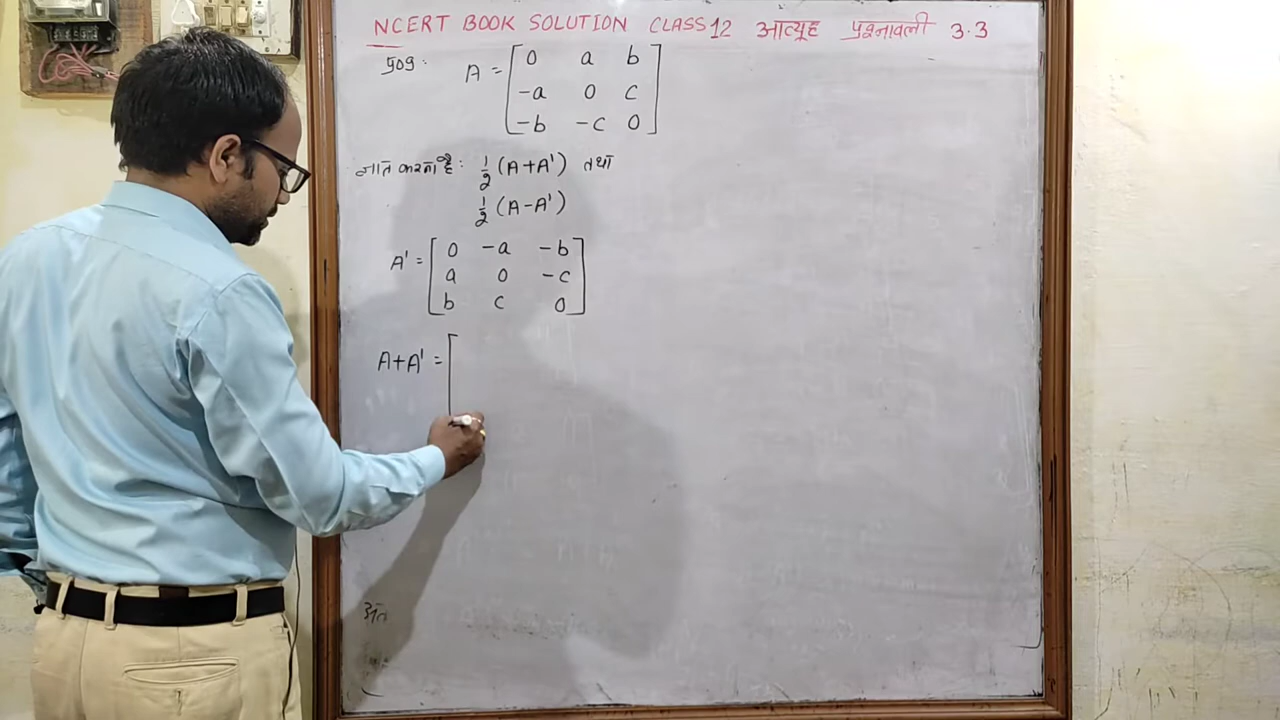 NCERT BOOK SOLUTION CLASS 12 आव्यूह प्रश्नावली 3.3
प्र09: A = [ 0 a b
-a 0 c
-b -c 0 ]
ज्ञात करना है: 1/2 (A+A') तथा
1/2 (A-A')
A' = [ 0 -a -b
a 0 -c
b c 0 ]
A+A' = [
अत